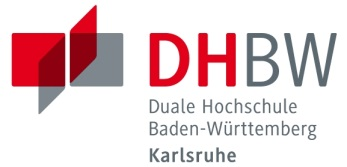 DHBW
Duale Hochschule
Baden-Württemberg
Karlsruhe